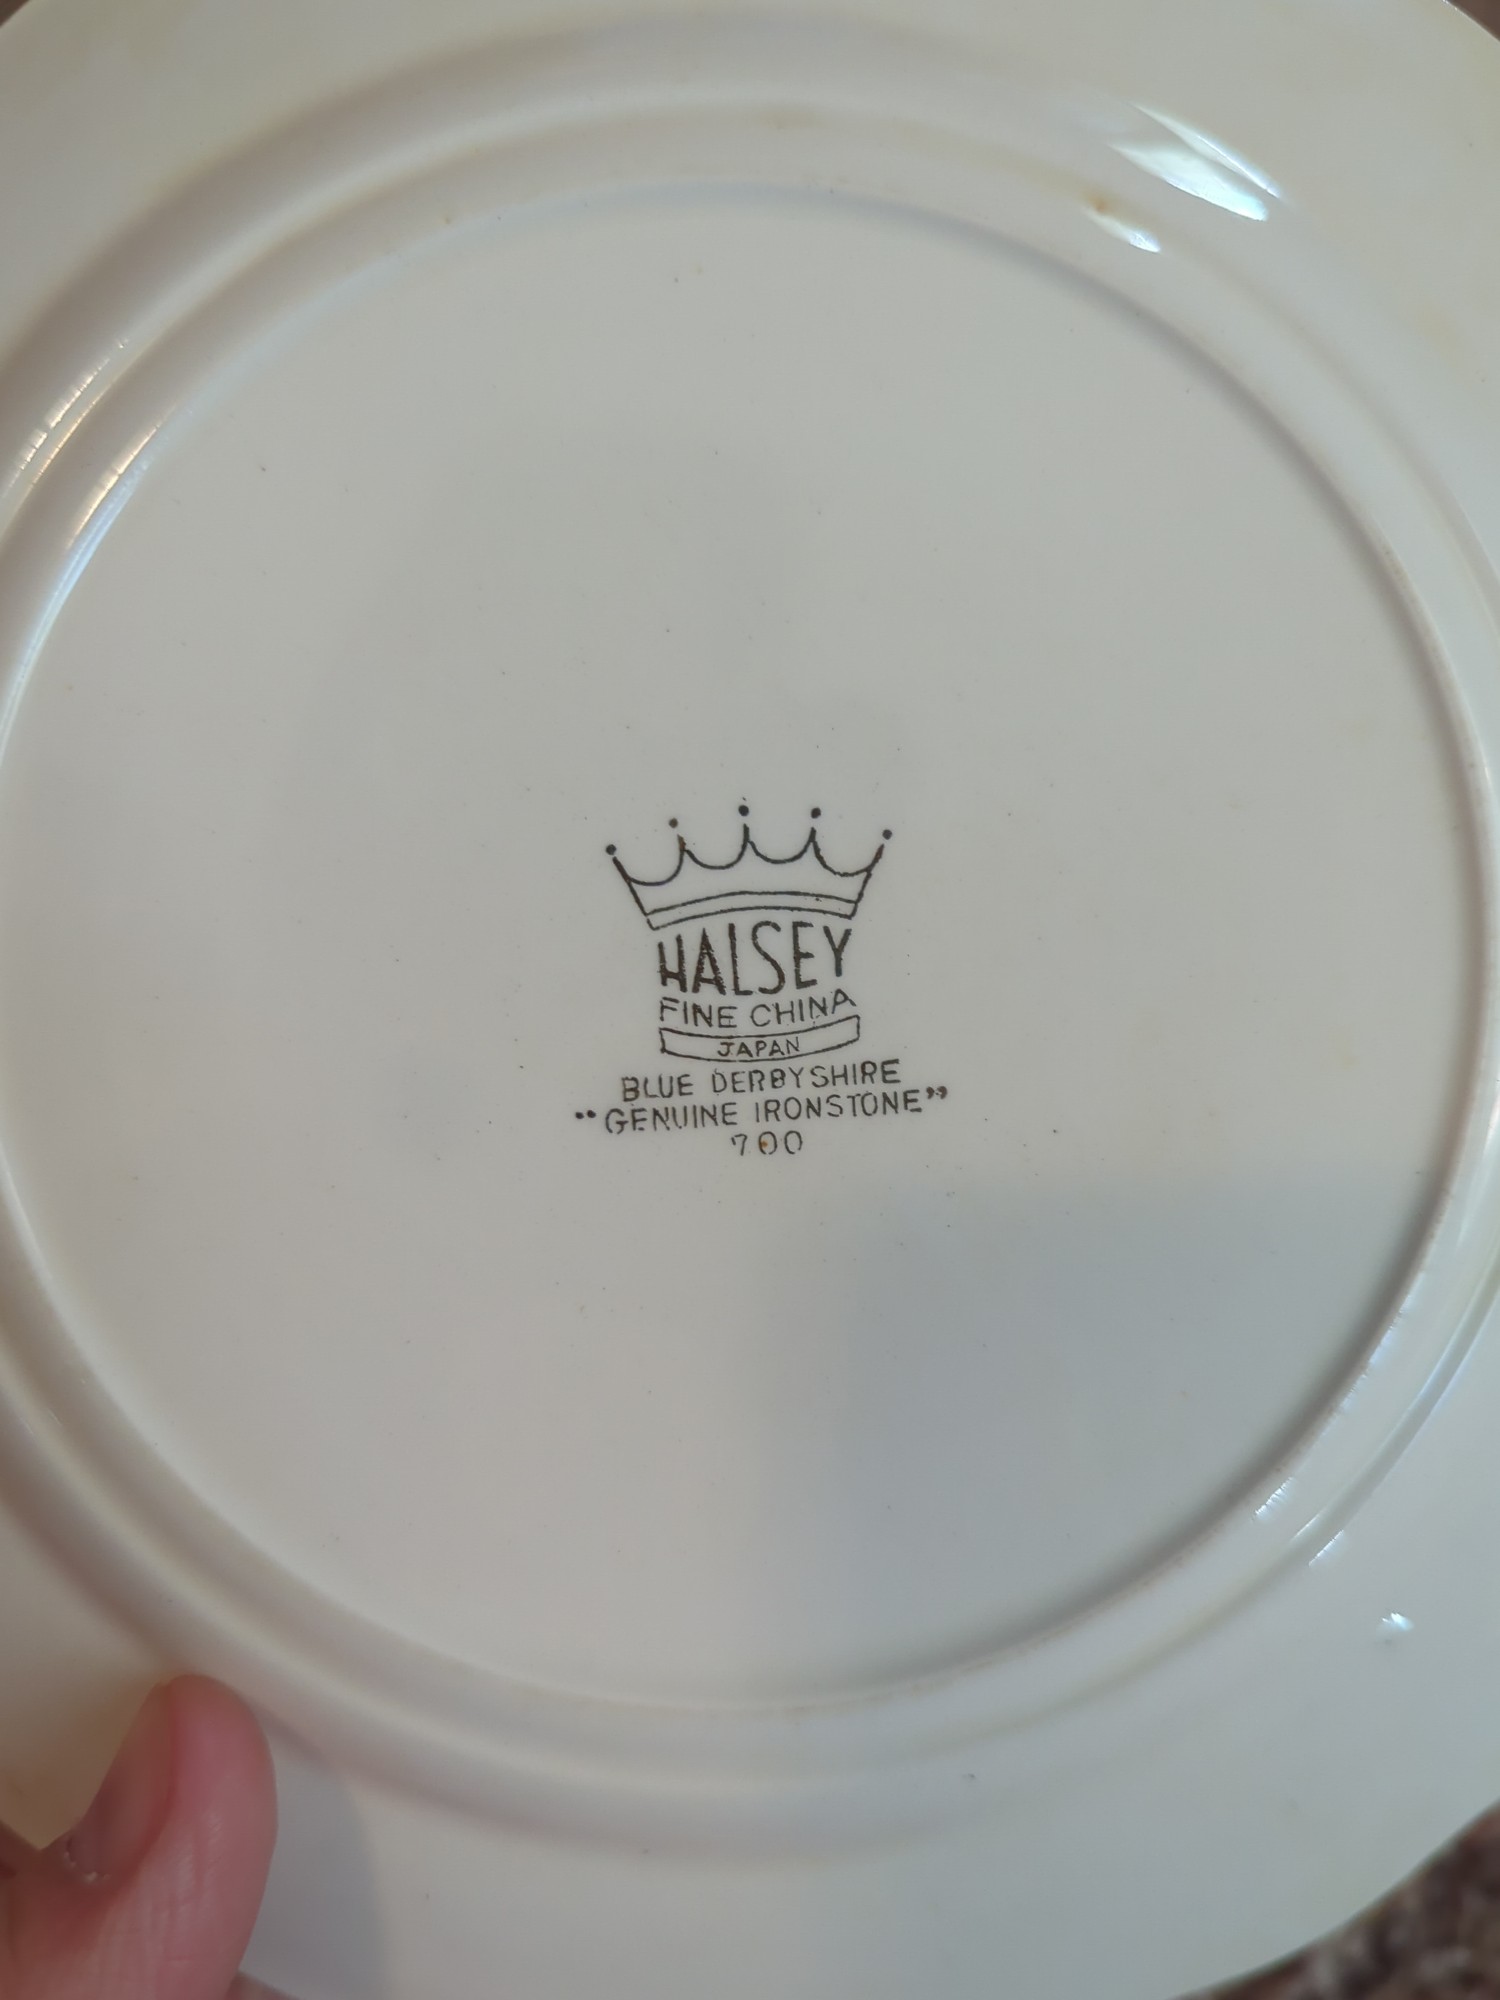 HALSEY
FINE CHINA
JAPAN
BLUE DERBYSHIRE
"GENUINE IRONSTONE"
700